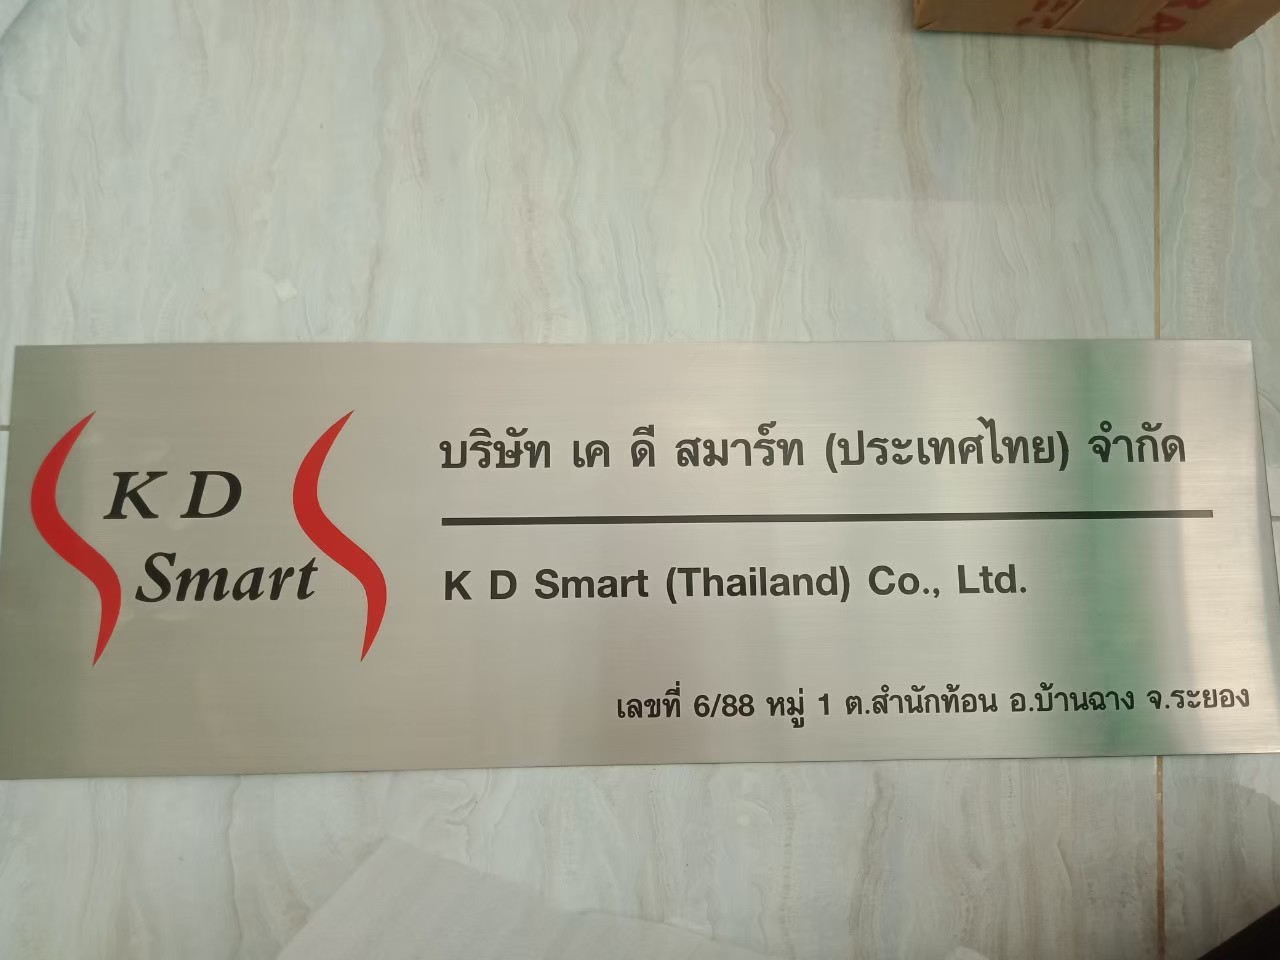 K D
Smart
บริษัท เค ดี สมาร์ท (ประเทศไทย) จำกัด
K D Smart (Thailand) Co., Ltd.
เลขที่ 6/88 หมู่ 1 ต.สำนักท้อน อ.บ้านฉาง จ.ระยอง